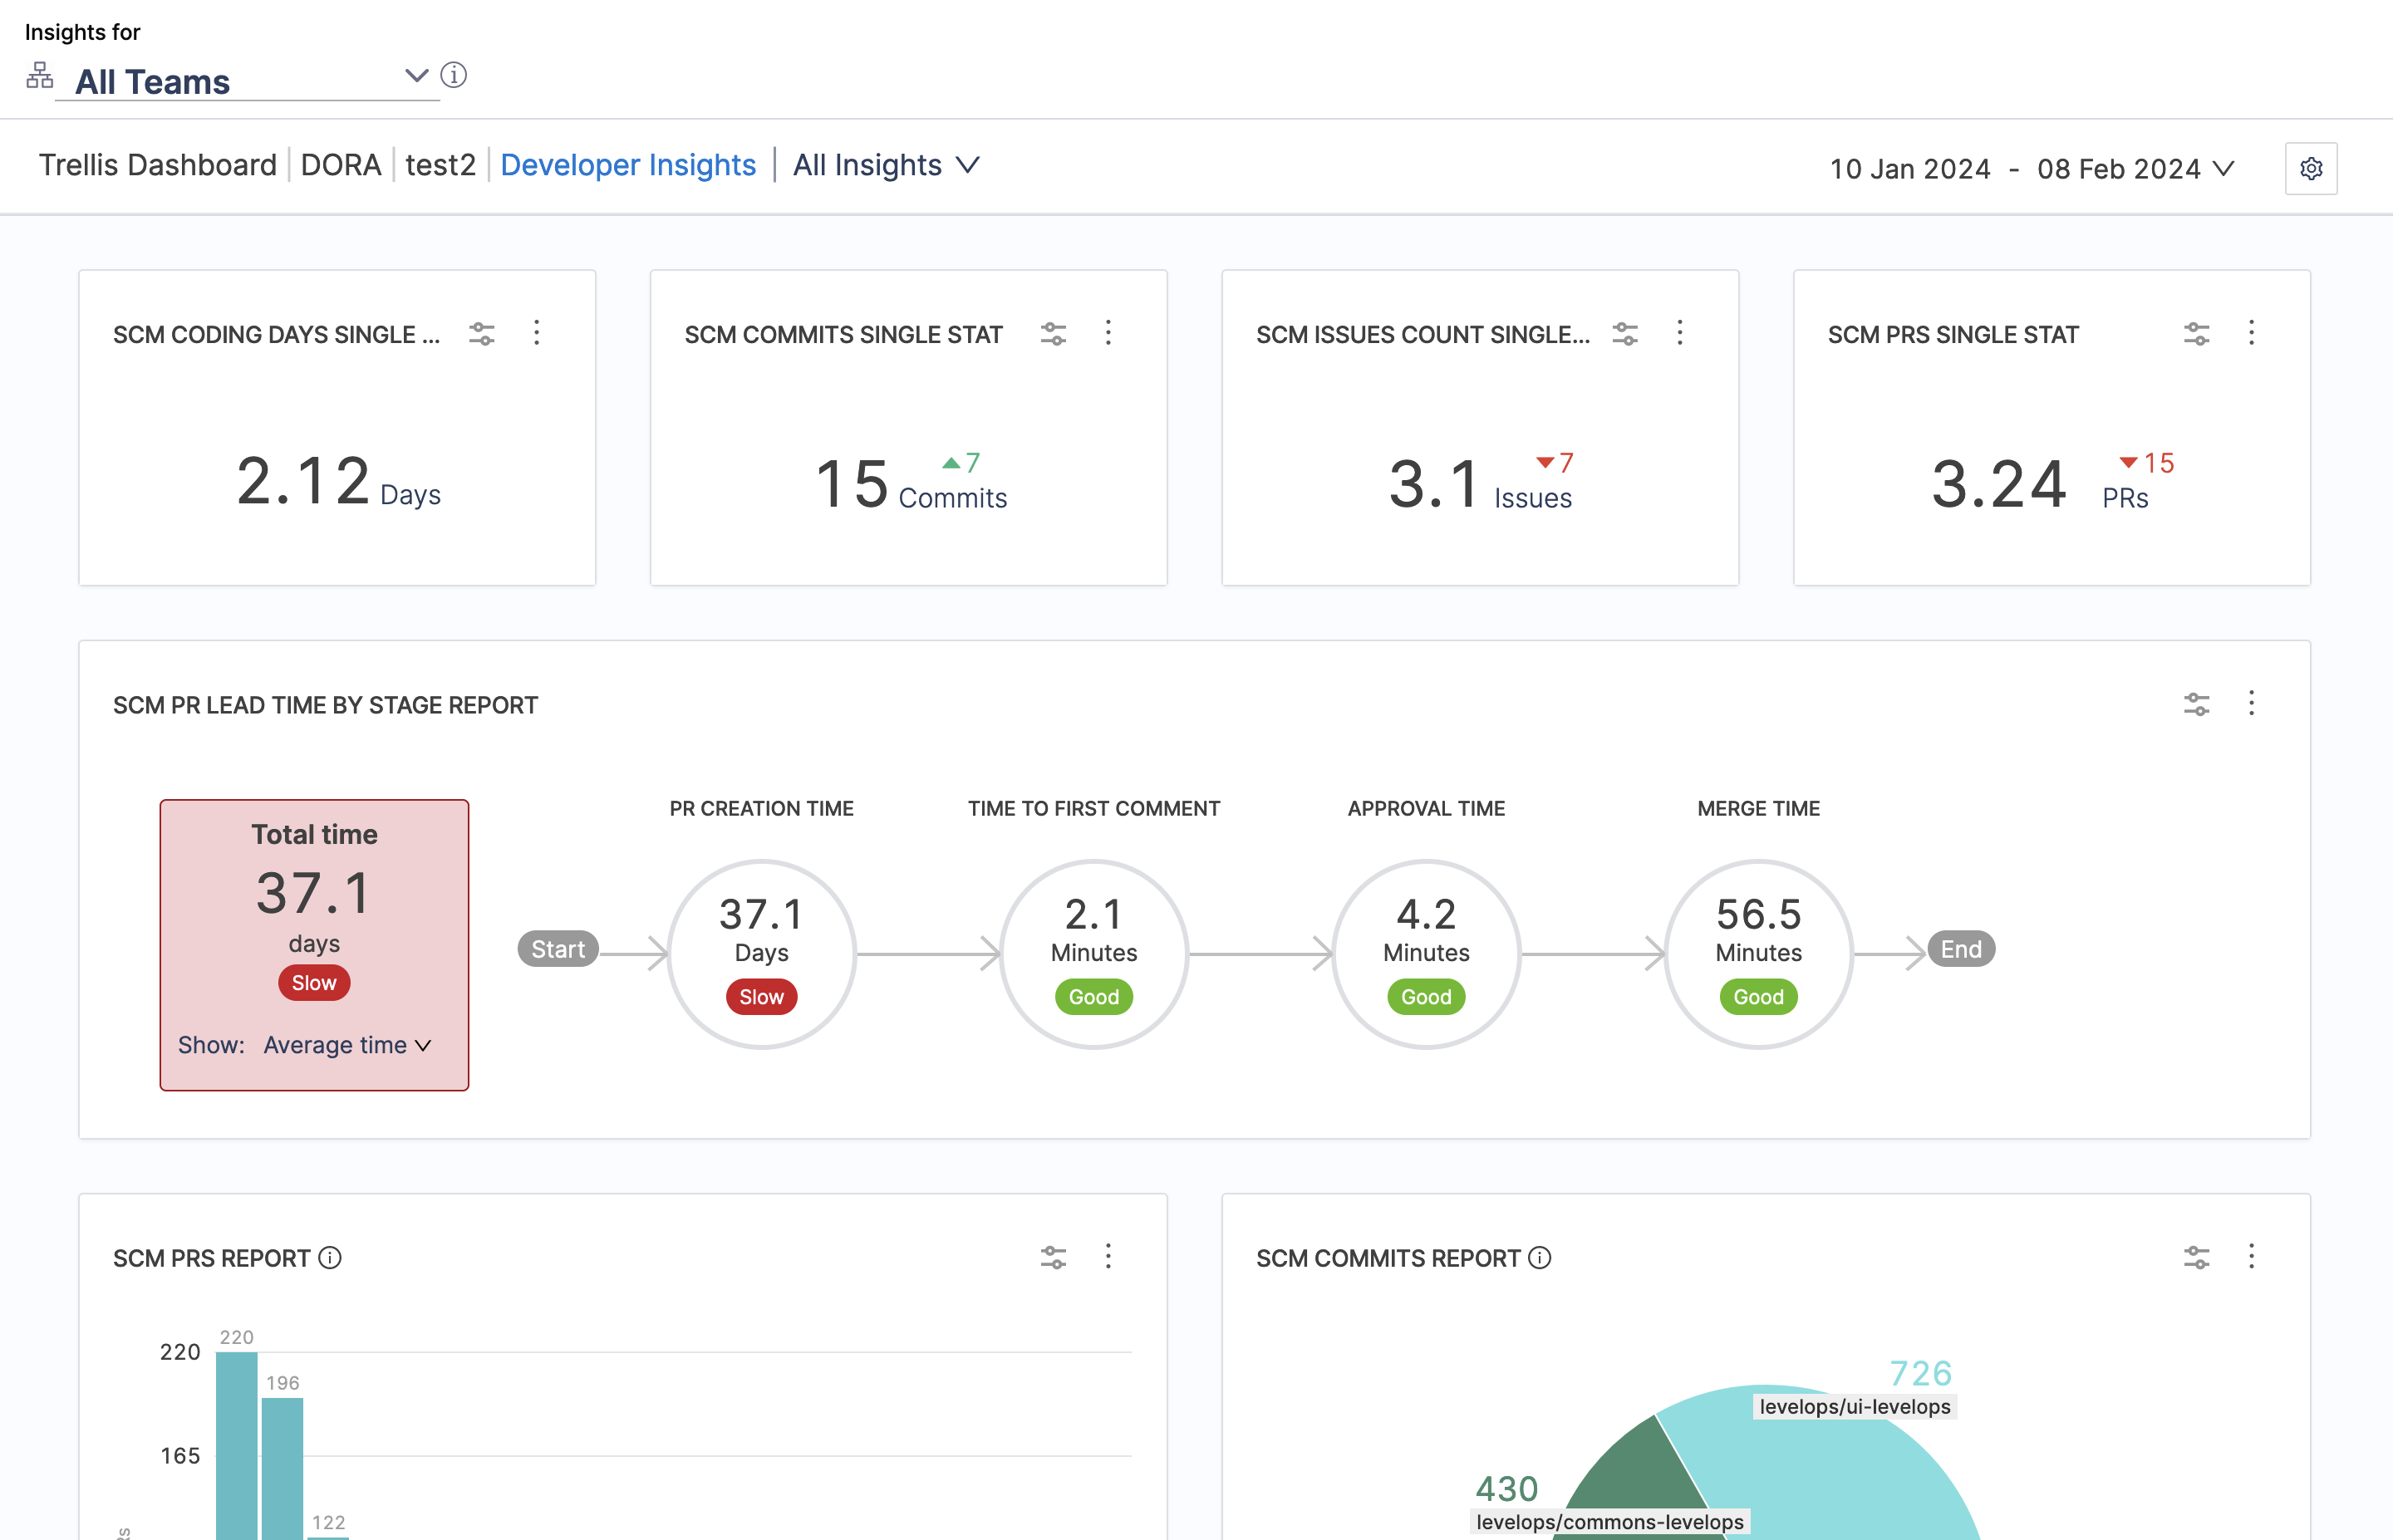 Insights for
All Teams
Trellis Dashboard | DORA | test2 | Developer Insights | All Insights
10 Jan 2024 - 08 Feb 2024
SCM CODING DAYS SINGLE ...
2.12 Days
SCM COMMITS SINGLE STAT
7
15 Commits
SCM ISSUES COUNT SINGLE...
7
3.1 Issues
SCM PRS SINGLE STAT
15
3.24 PRs
SCM PR LEAD TIME BY STAGE REPORT
Total time
37.1
days
Slow
Show: Average time
Start
PR CREATION TIME
37.1
Days
Slow
TIME TO FIRST COMMENT
2.1
Minutes
Good
APPROVAL TIME
4.2
Minutes
Good
MERGE TIME
56.5
Minutes
Good
End
SCM PRS REPORT
220
220
196
165
122
SCM COMMITS REPORT
726
levelops/ui-levelops
430
levelops/commons-levelops